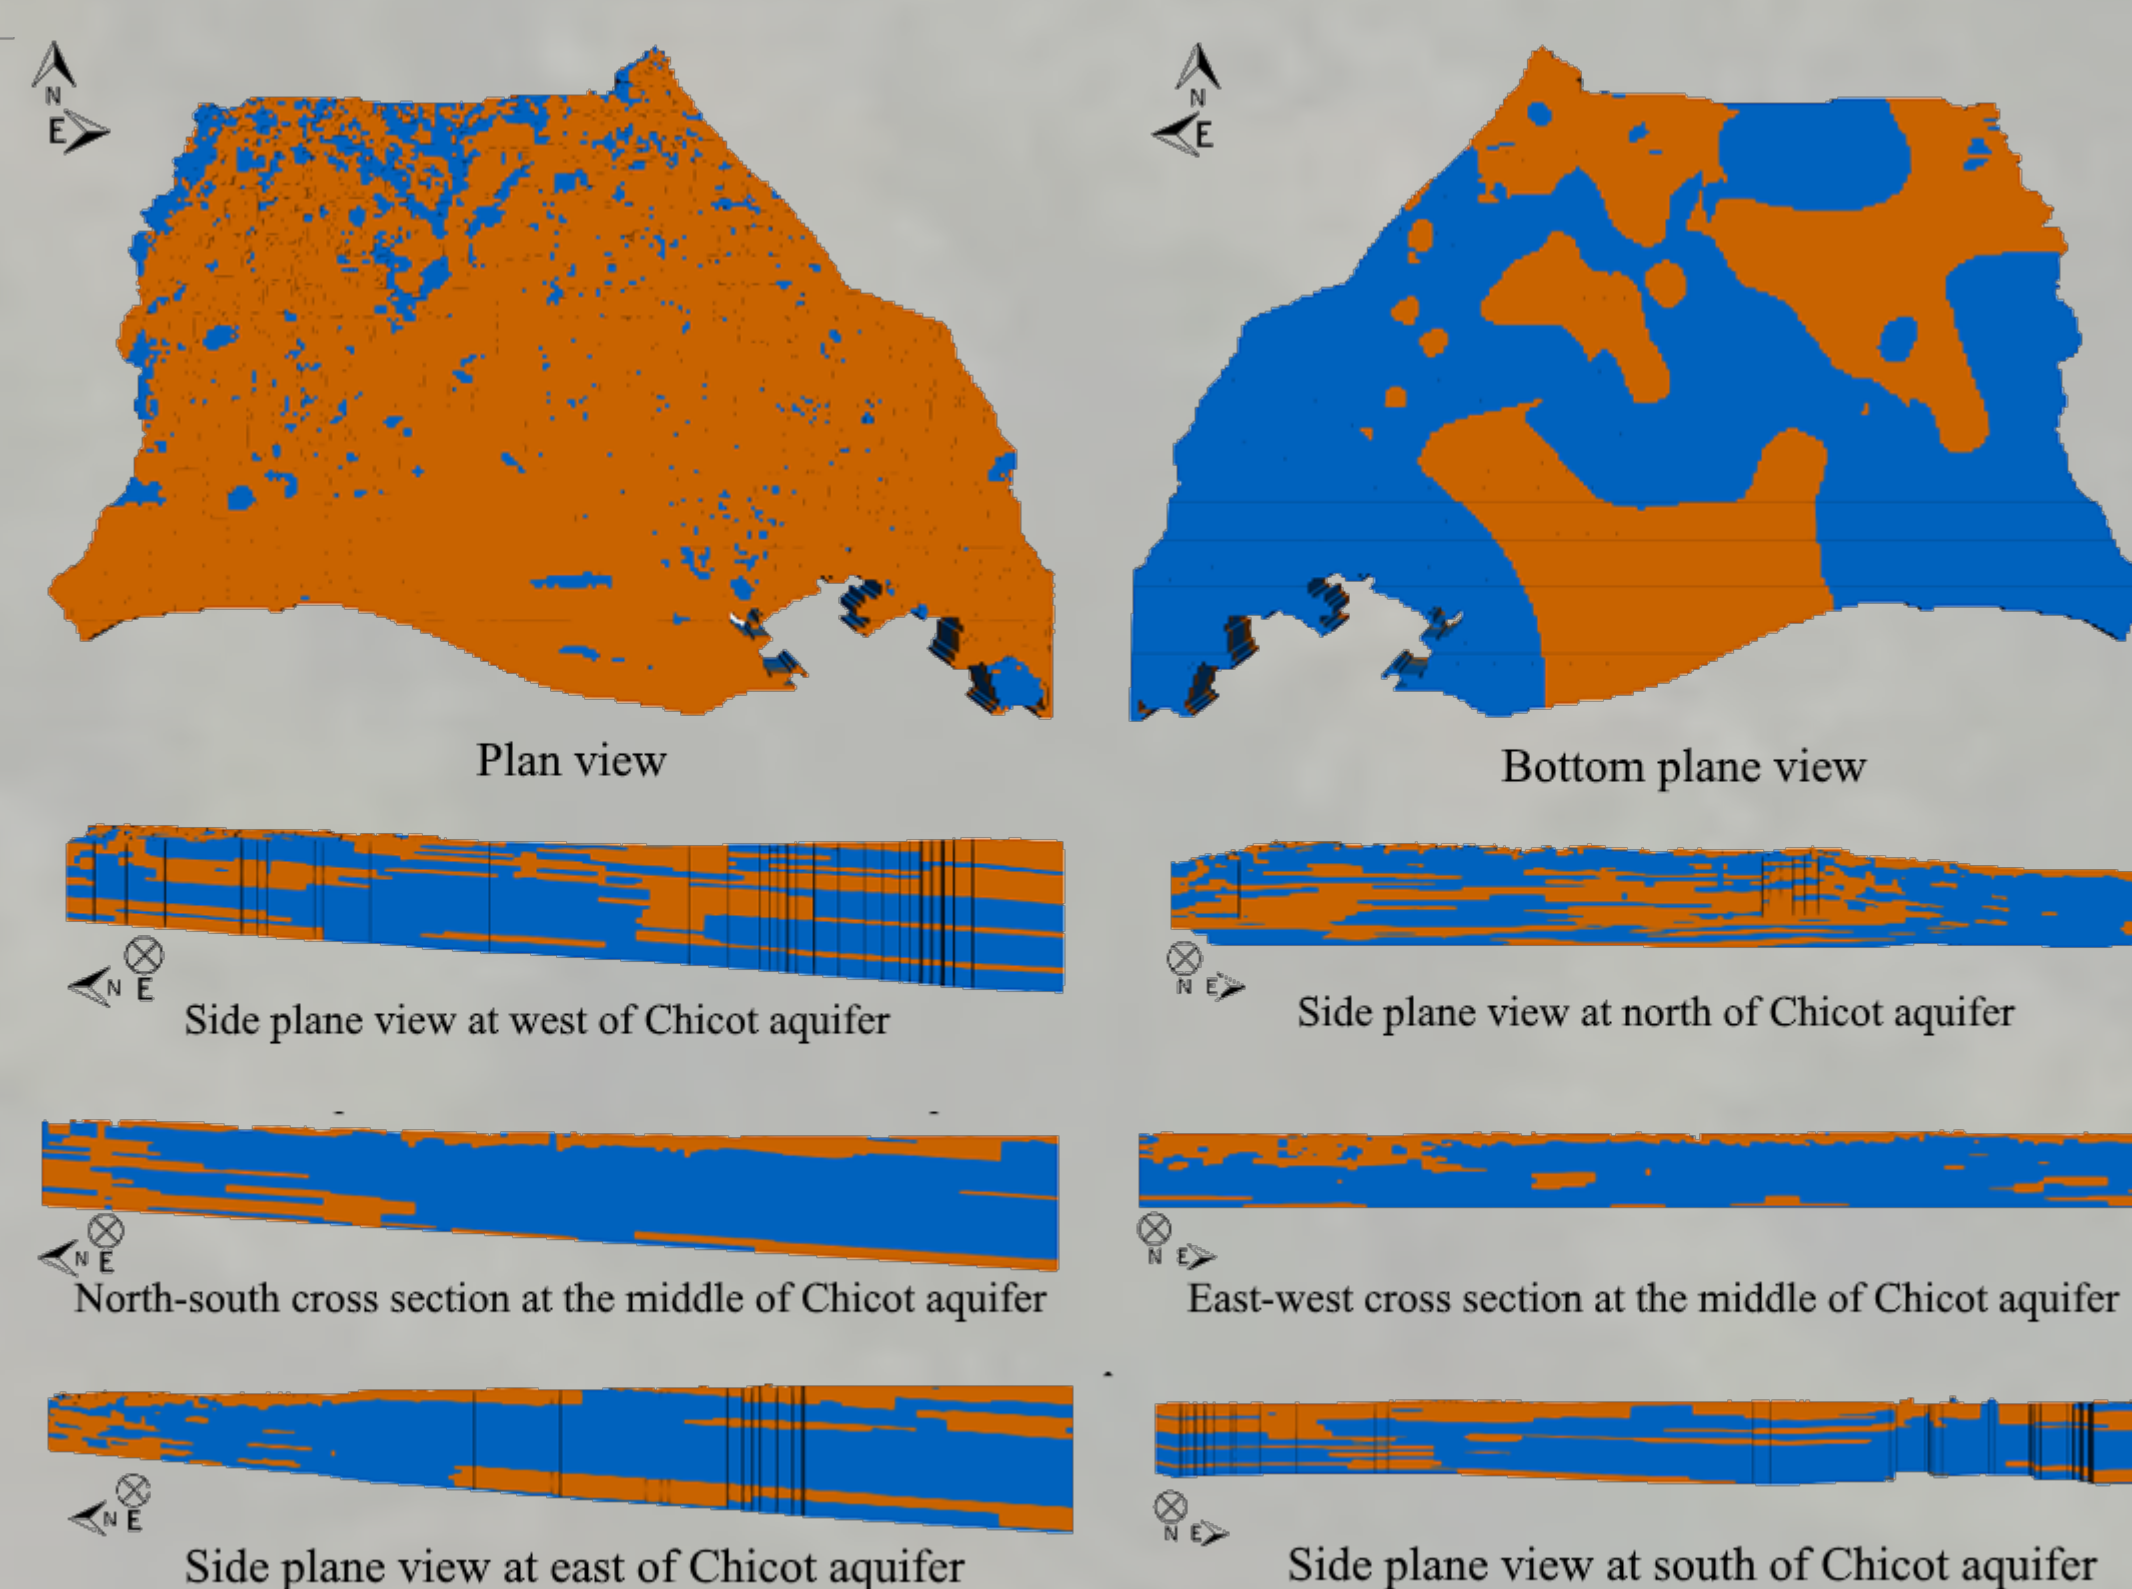 N
E
N
E
Plan view
Bottom plane view
N E
N E
Side plane view at west of Chicot aquifer
Side plane view at north of Chicot aquifer
N E
N E
North-south cross section at the middle of Chicot aquifer
East-west cross section at the middle of Chicot aquifer
N E
N E
Side plane view at east of Chicot aquifer
Side plane view at south of Chicot aquifer